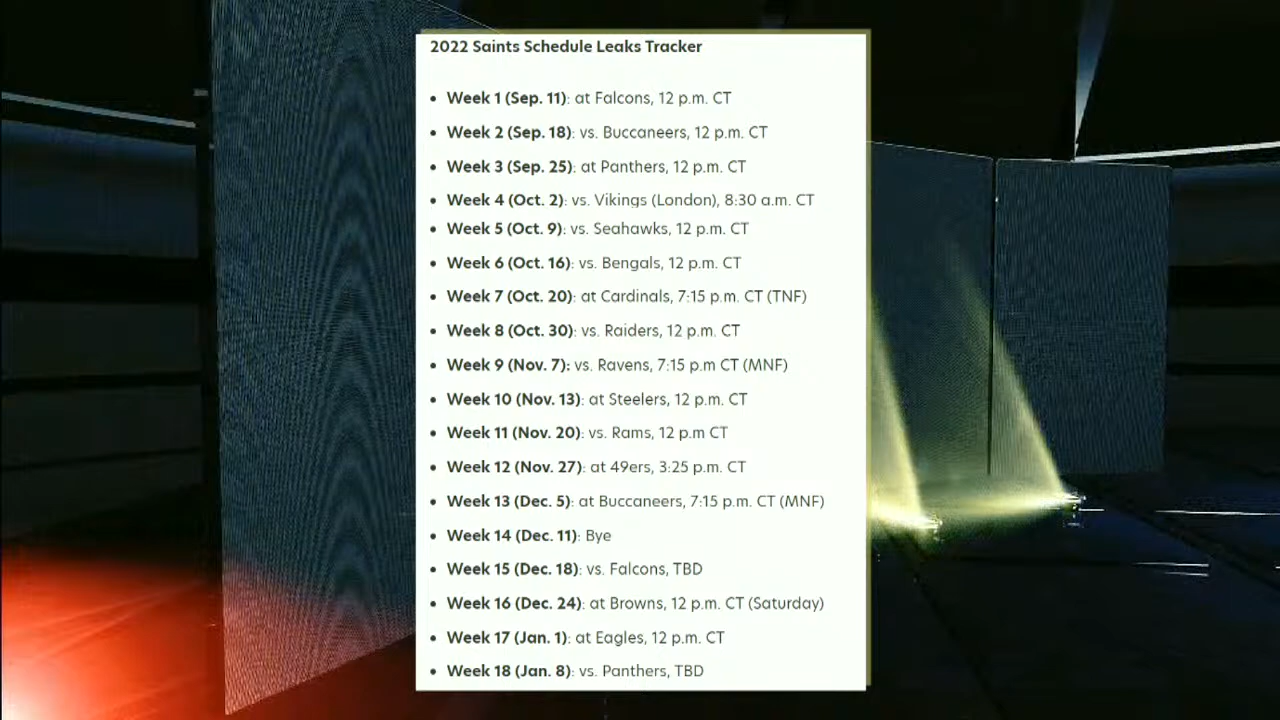 2022 Saints Schedule Leaks Tracker
• Week 1 (Sep. 11): at Falcons, 12 p.m. CT
• Week 2 (Sep. 18): vs. Buccaneers, 12 p.m. CT
• Week 3 (Sep. 25): at Panthers, 12 p.m. CT
• Week 4 (Oct. 2): vs. Vikings (London), 8:30 a.m. CT
• Week 5 (Oct. 9): vs. Seahawks, 12 p.m. CT
• Week 6 (Oct. 16): vs. Bengals, 12 p.m. CT
• Week 7 (Oct. 20): at Cardinals, 7:15 p.m. CT (TNF)
• Week 8 (Oct. 30): vs. Raiders, 12 p.m. CT
• Week 9 (Nov. 7): vs. Ravens, 7:15 p.m CT (MNF)
• Week 10 (Nov. 13): at Steelers, 12 p.m. CT
• Week 11 (Nov. 20): vs. Rams, 12 p.m CT
• Week 12 (Nov. 27): at 49ers, 3:25 p.m. CT
• Week 13 (Dec. 5): at Buccaneers, 7:15 p.m. CT (MNF)
• Week 14 (Dec. 11): Bye
• Week 15 (Dec. 18): vs. Falcons, TBD
• Week 16 (Dec. 24): at Browns, 12 p.m. CT (Saturday)
• Week 17 (Jan. 1): at Eagles, 12 p.m. CT
• Week 18 (Jan. 8): vs. Panthers, TBD